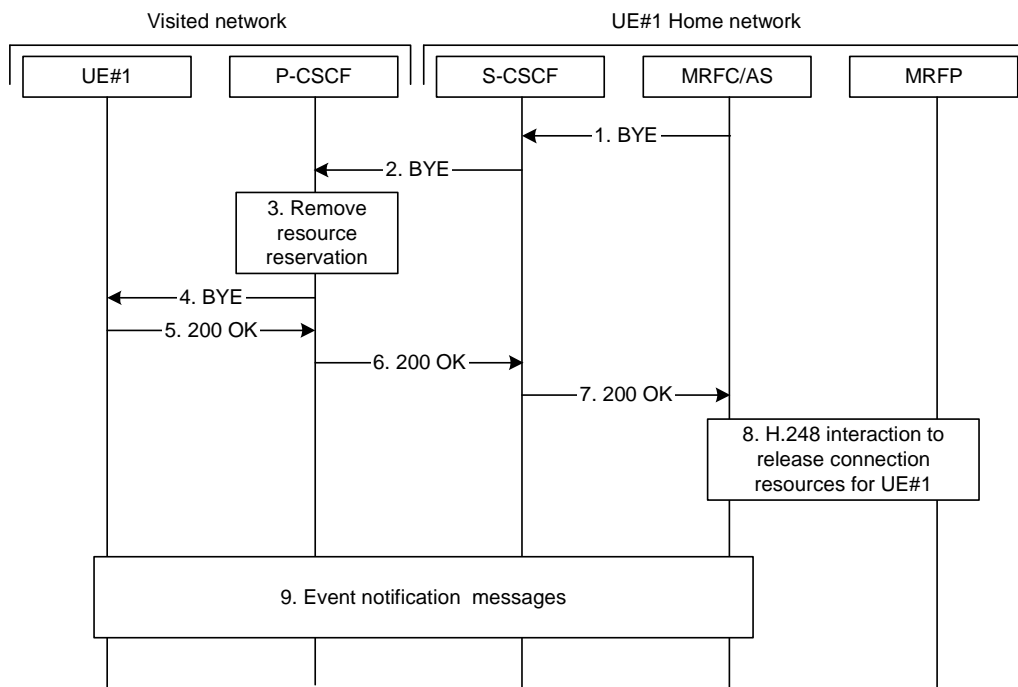 Visited network
UE#1 Home network
UE#1
P-CSCF
S-CSCF
MRFC/AS
MRFP
1. BYE
2. BYE
3. Remove
resource
reservation
4. BYE
5. 200 OK
6. 200 OK
7. 200 OK
8. H.248 interaction to
release connection
resources for UE#1
9. Event notification messages